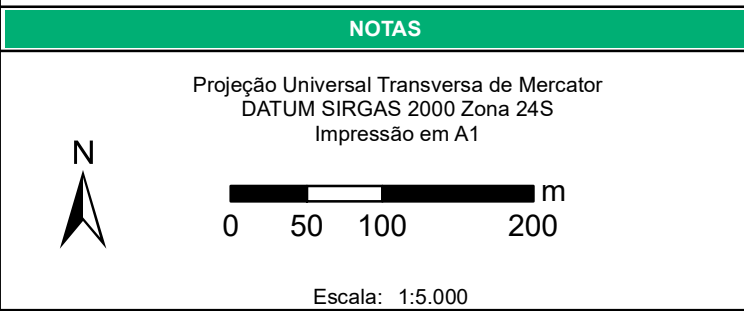 NOTAS
Projeção Universal Transversa de Mercator
DATUM SIRGAS 2000 Zona 24S
Impressão em A1
N
m
0 50 100 200
Escala: 1:5.000